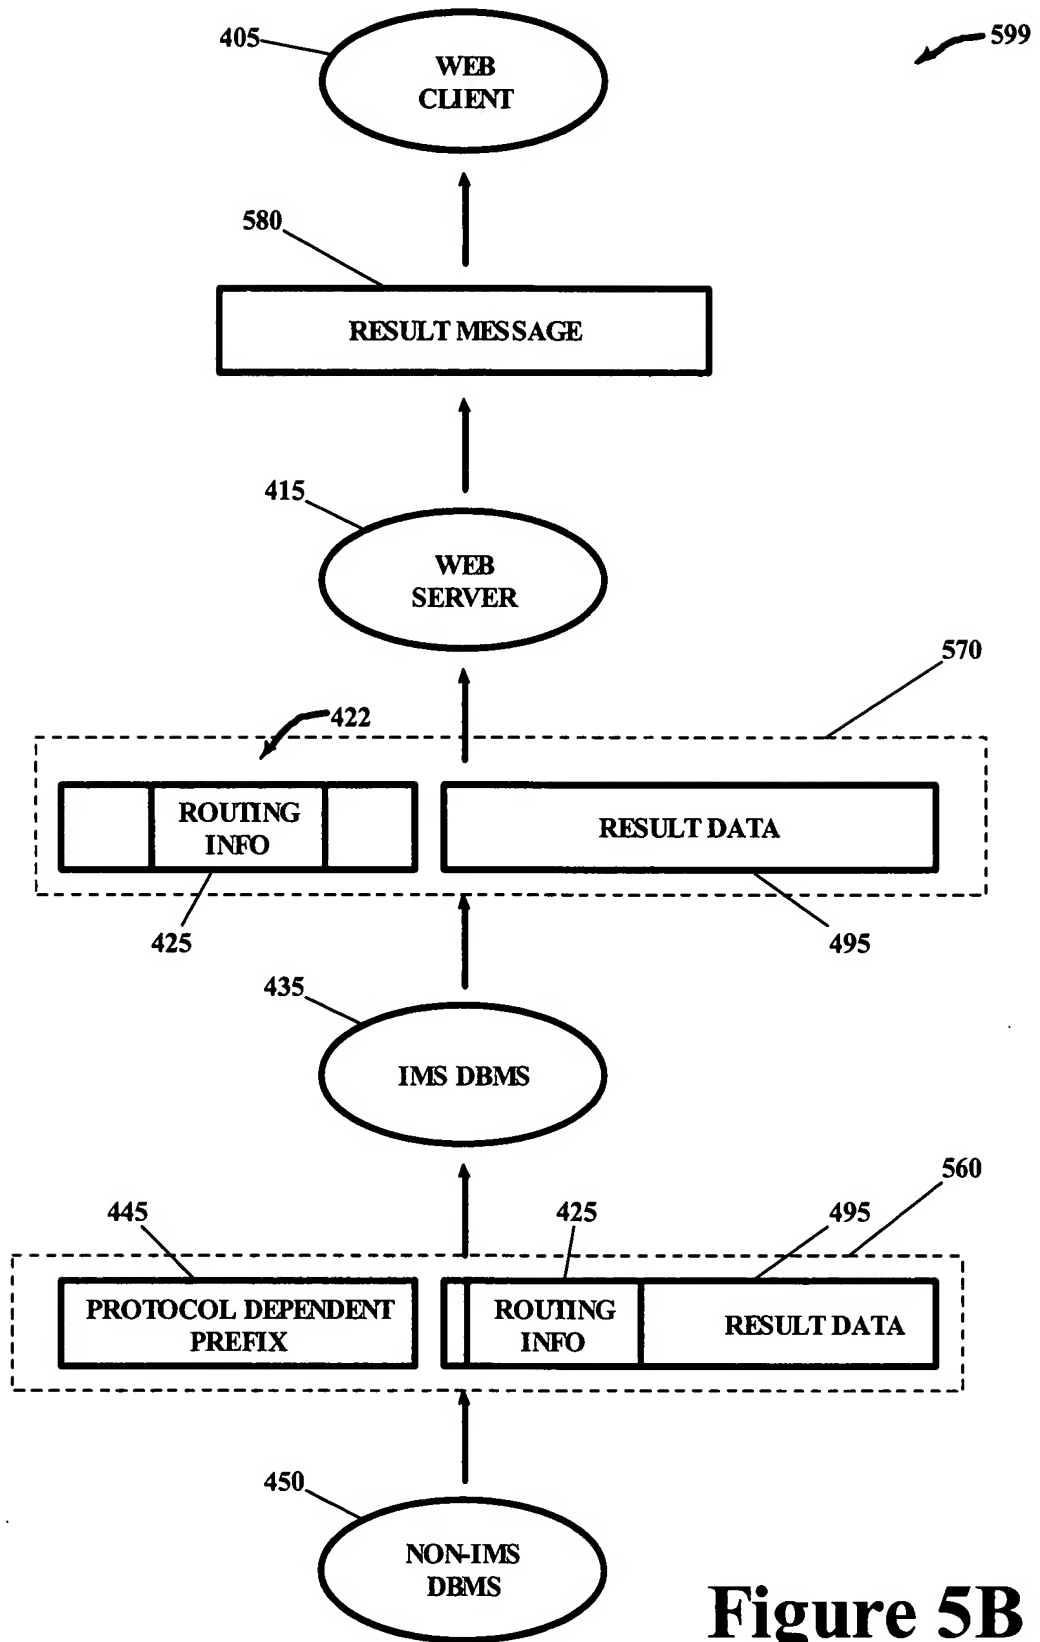 405
WEB
CLIENT
599
580
RESULT MESSAGE
415
WEB
SERVER
570
422
ROUTING
INFO
RESULT DATA
425
495
435
IMS DBMS
560
445
425
495
PROTOCOL DEPENDENT
PREFIX
ROUTING
INFO
RESULT DATA
450
NON-IMS
DBMS
Figure 5B